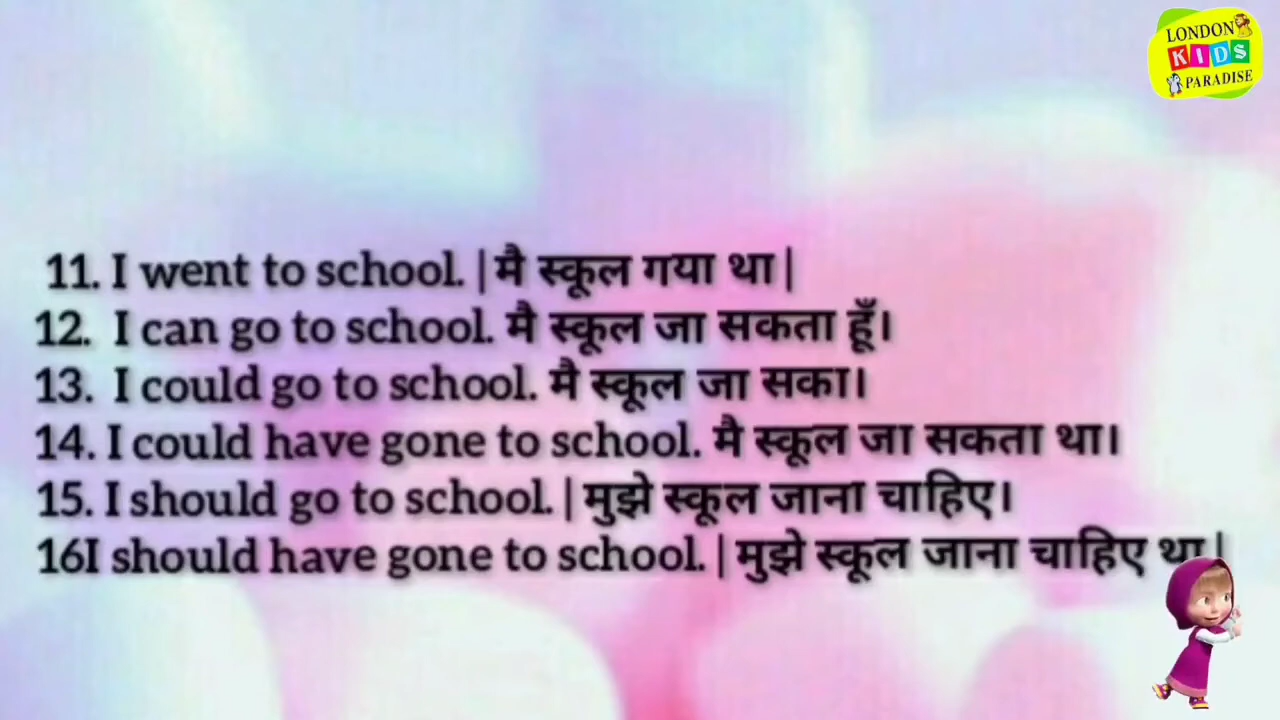 LONDON
KIDS
PARADISE
11. I went to school. | मै स्कूल गया था |
12. I can go to school. मै स्कूल जा सकता हूँ।
13. I could go to school. मै स्कूल जा सका।
14. I could have gone to school. मै स्कूल जा सकता था।
15. I should go to school. | मुझे स्कूल जाना चाहिए।
16I should have gone to school. | मुझे स्कूल जाना चाहिए था |